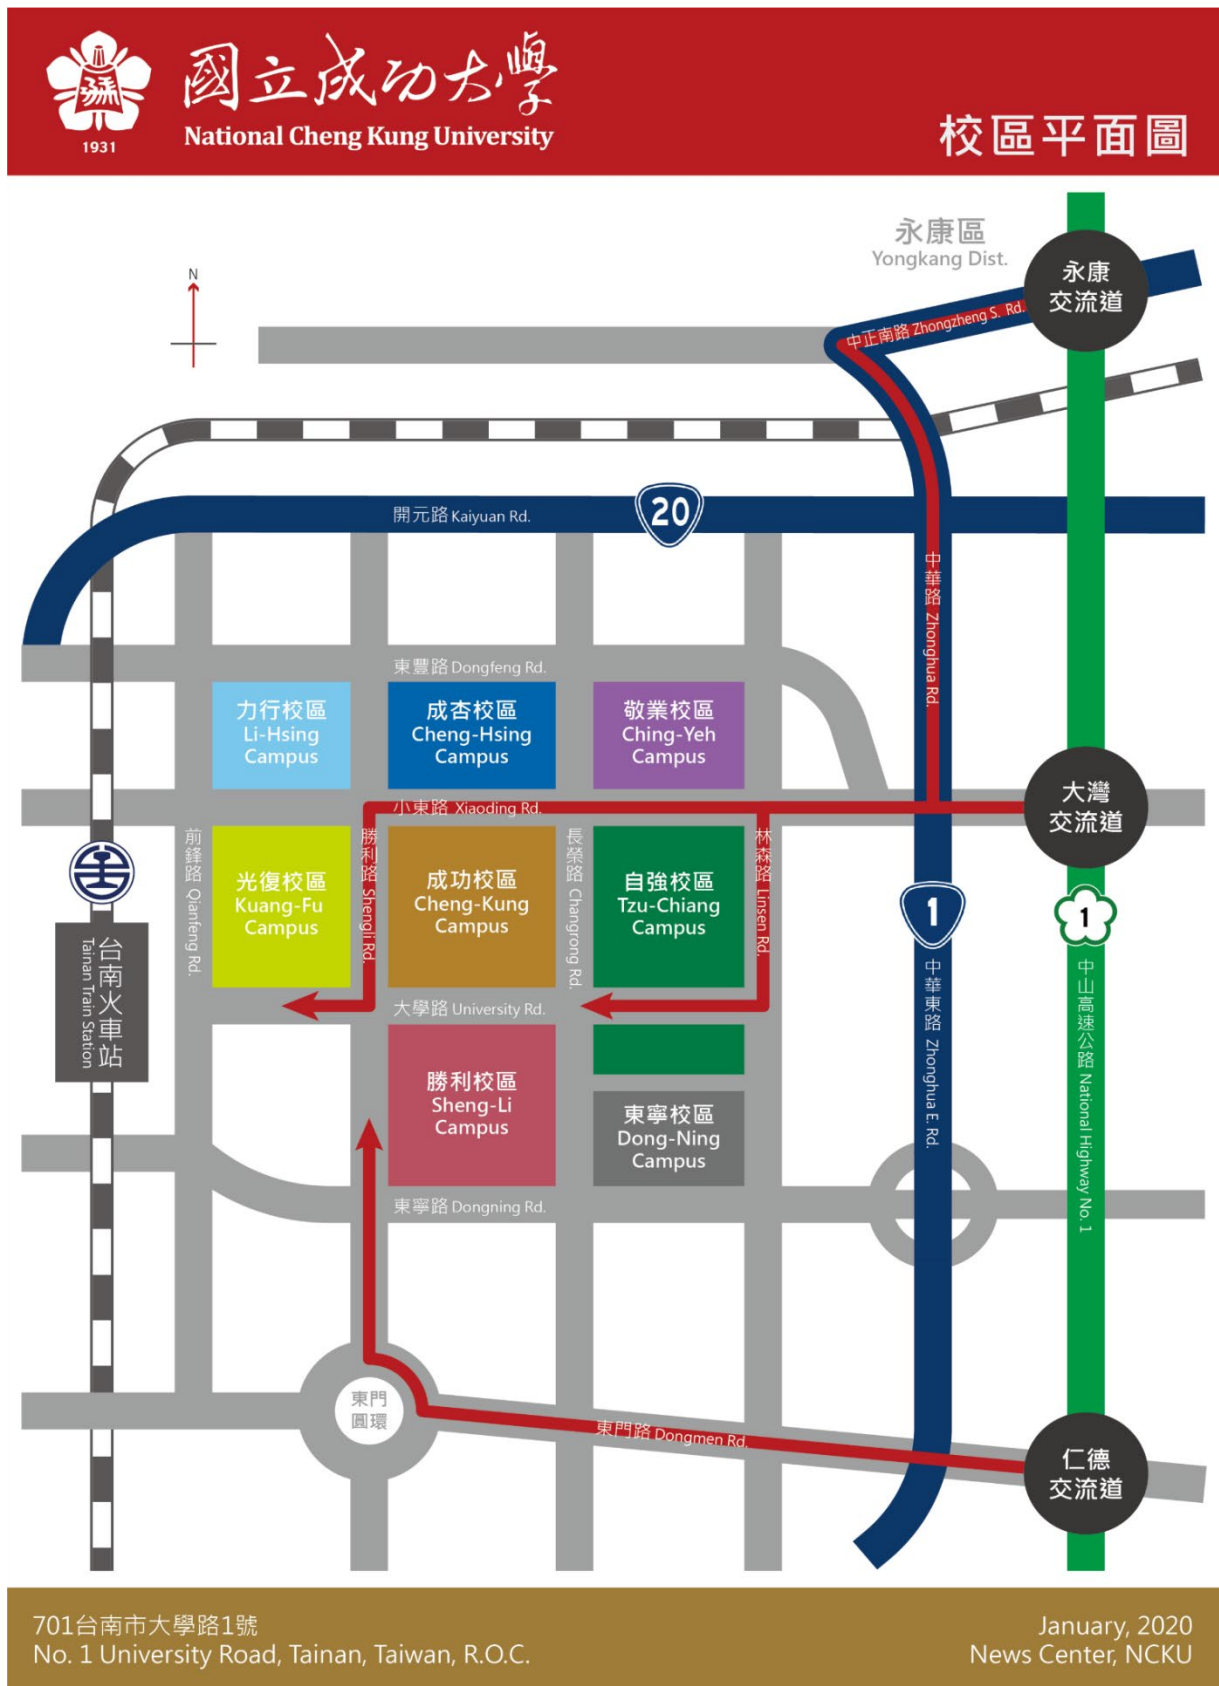 國立成功大學
National Cheng Kung University
1931
校區平面圖
永康區
Yongkang Dist.
N
永康
交流道
中正南路 Zhongzheng S. Rd.
開元路 Kaiyuan Rd.
20
中華路 Zhonghua Rd.
東豐路 Dongfeng Rd.
力行校區
Li-Hsing
Campus
成杏校區
Cheng-Hsing
Campus
敬業校區
Ching-Yeh
Campus
小東路 Xiaoding Rd.
大灣
交流道
前鋒路 Qianfeng Rd.
光復校區
Kuang-Fu
Campus
勝利路 Shengli Rd.
成功校區
Cheng-Kung
Campus
長榮路 Changrong Rd.
自強校區
Tzu-Chiang
Campus
林森路 Linsen Rd.
1
1
台南火車站
Tainan Train Station
中華東路 Zhonghua E. Rd.
中山高速公路 National Highway No. 1
大學路 University Rd.
勝利校區
Sheng-Li
Campus
東寧校區
Dong-Ning
Campus
東寧路 Dongning Rd.
東門
圓環
東門路 Dongmen Rd.
仁德
交流道
701台南市大學路1號
No. 1 University Road, Tainan, Taiwan, R.O.C.
January, 2020
News Center, NCKU